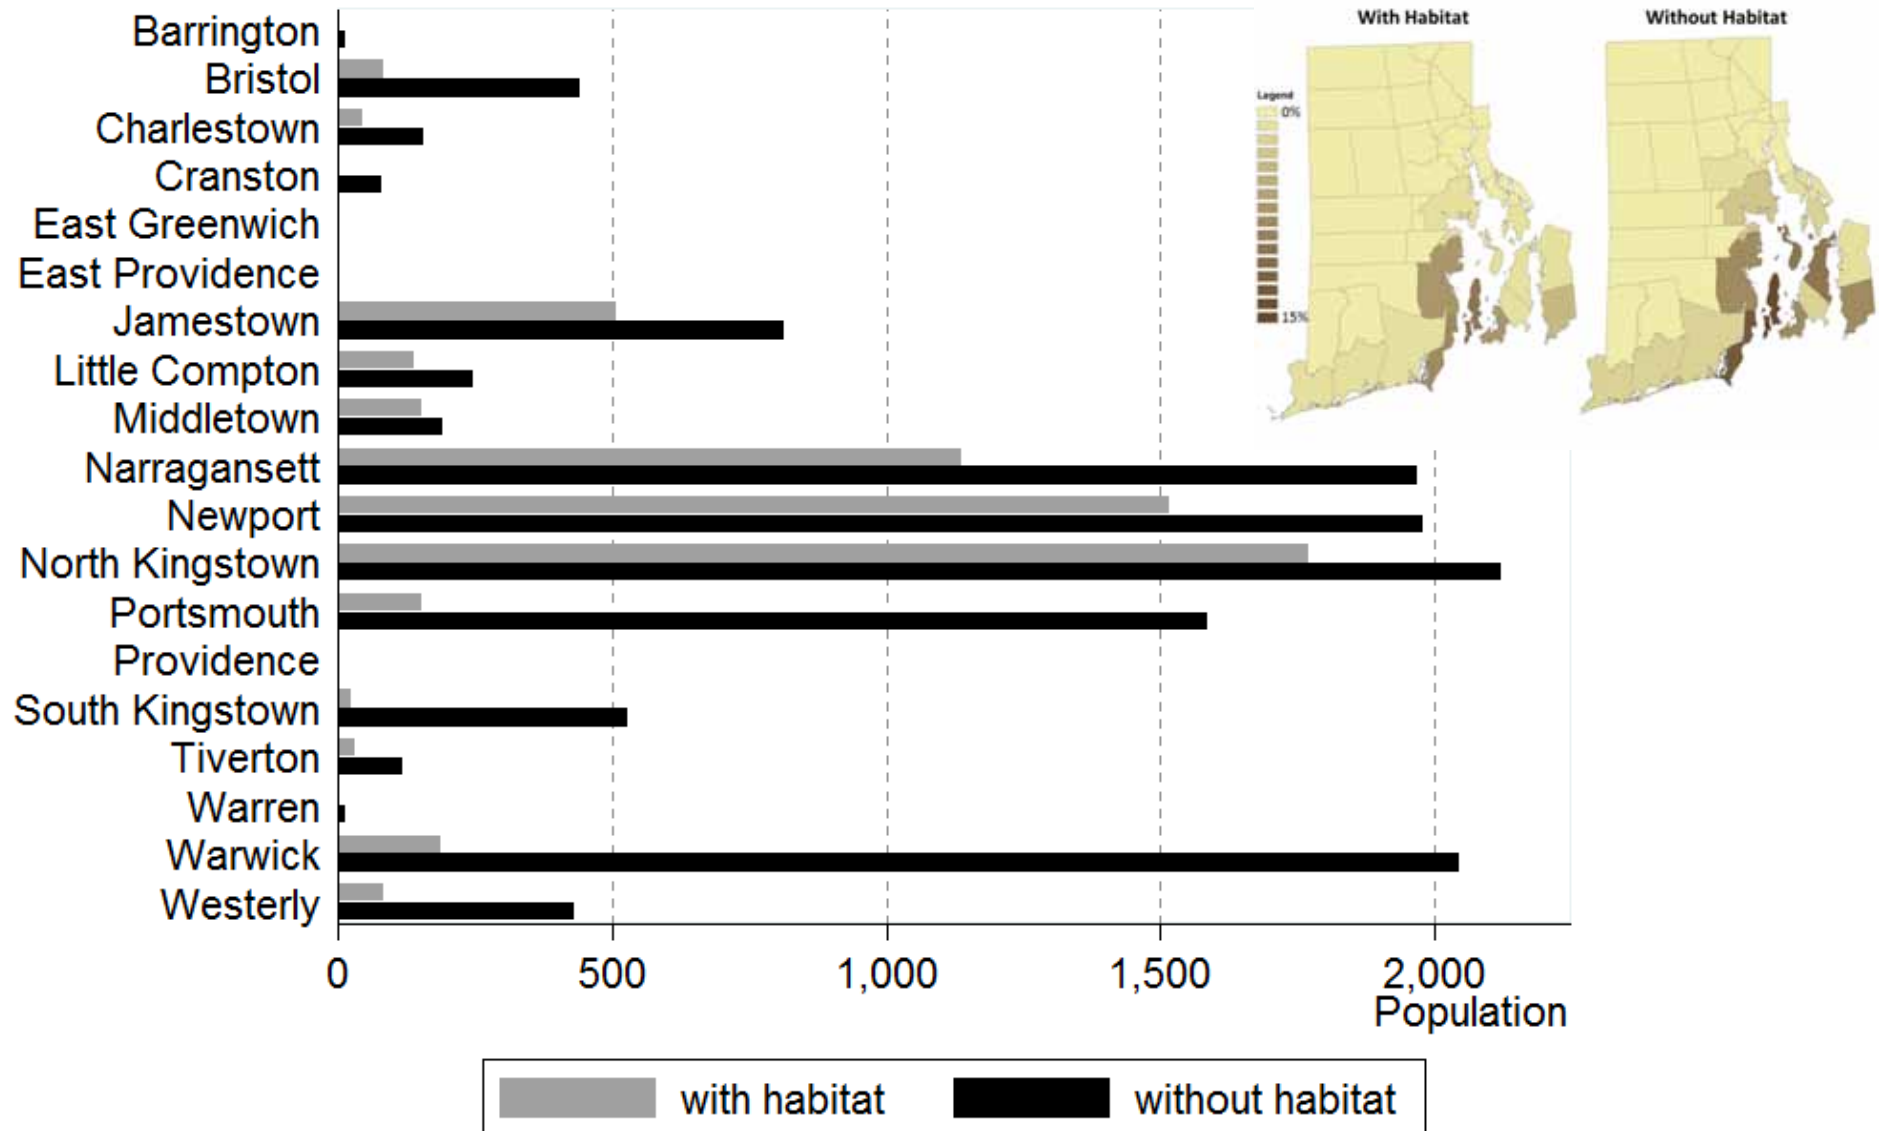 Barrington
Bristol
Charlestown
Cranston
East Greenwich
East Providence
Jamestown
Little Compton
Middletown
Narragansett
Newport
North Kingstown
Portsmouth
Providence
South Kingstown
Tiverton
Warren
Warwick
Westerly
0 500 1,000 1,500 2,000
Population
with habitat without habitat
With Habitat Without Habitat
Legend
0%
15%